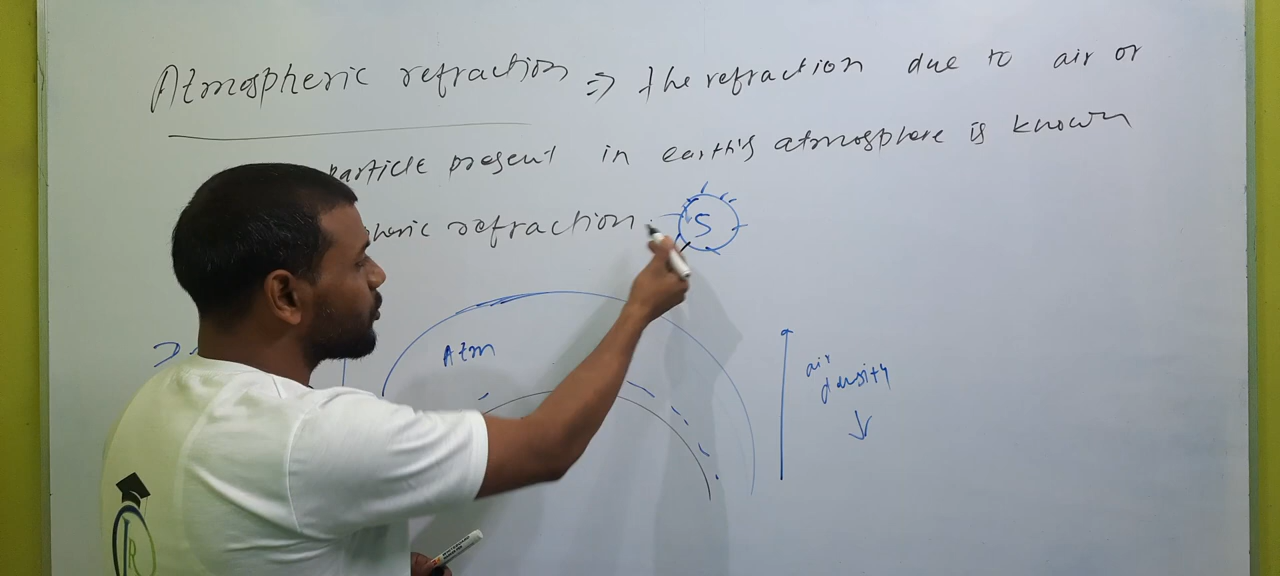 Atmospheric refraction ⇒ the refraction due to air or
particle present in earth's atmosphere is known
pheric refraction.
S
Atm
air
density
↓
R